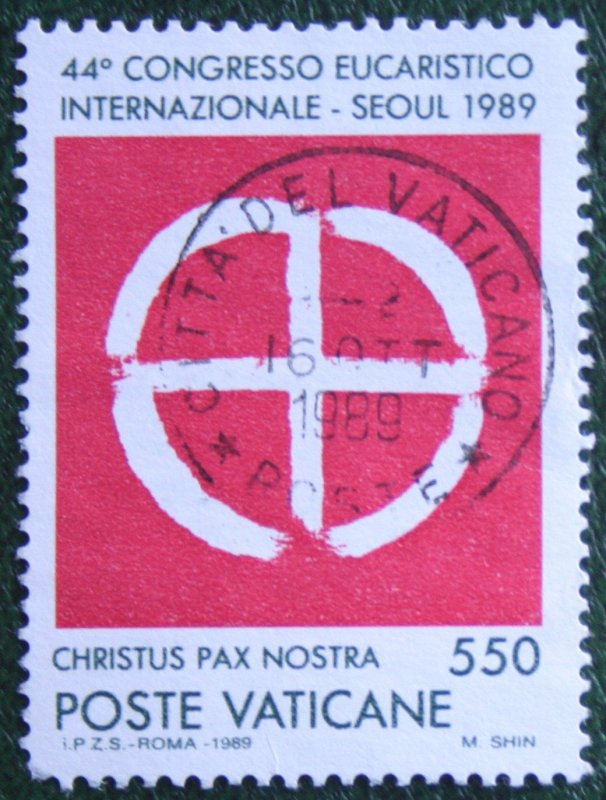 44° CONGRESSO EUCARISTICO
INTERNAZIONALE - SEOUL 1989
CITTA' DEL VATICANO
16 OTT
1989
POSTE
CHRISTUS PAX NOSTRA
550
POSTE VATICANE
I.P.Z.S.-ROMA-1989
M. SHIN